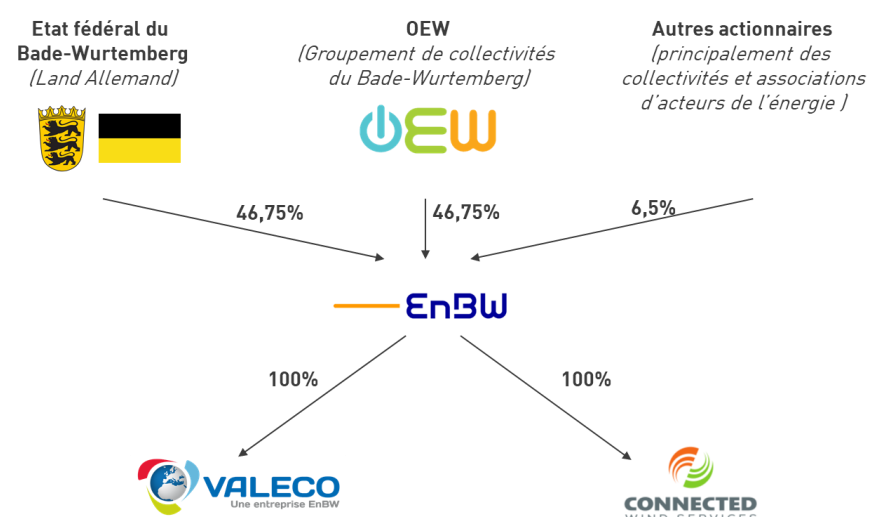 Etat fédéral du
Bade-Wurtemberg
(Land Allemand)
OEW
(Groupement de collectivités
du Bade-Wurtemberg)
Autres actionnaires
(principalement des
collectivités et associations
d'acteurs de l'énergie )
OEW
46,75%
46,75%
6,5%
EnBW
100%
100%
VALECO
Une entreprise EnBW
CONNECTED
WIND SERVICES